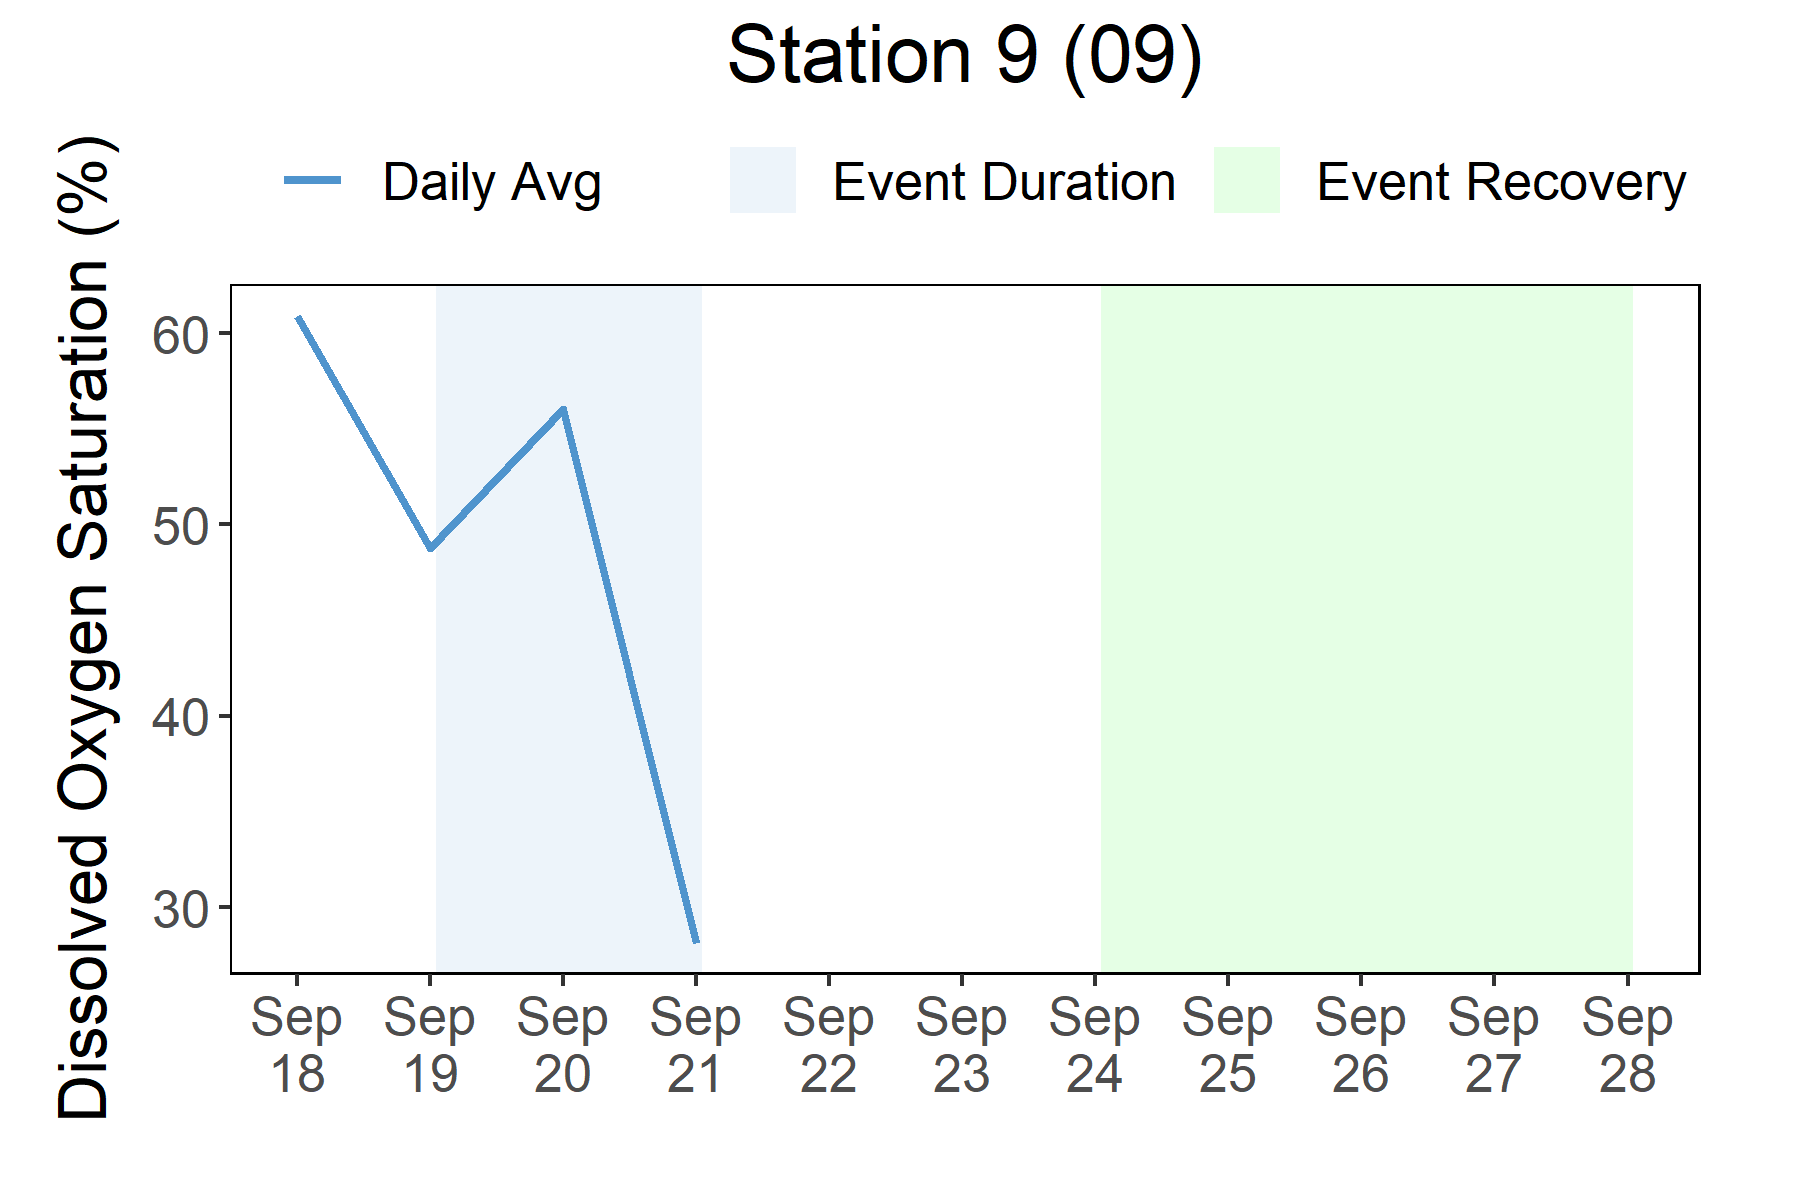 Station 9 (09)
Daily Avg
Event Duration
Event Recovery
Dissolved Oxygen Saturation (%)
60
50
40
30
Sep 18
Sep 19
Sep 20
Sep 21
Sep 22
Sep 23
Sep 24
Sep 25
Sep 26
Sep 27
Sep 28